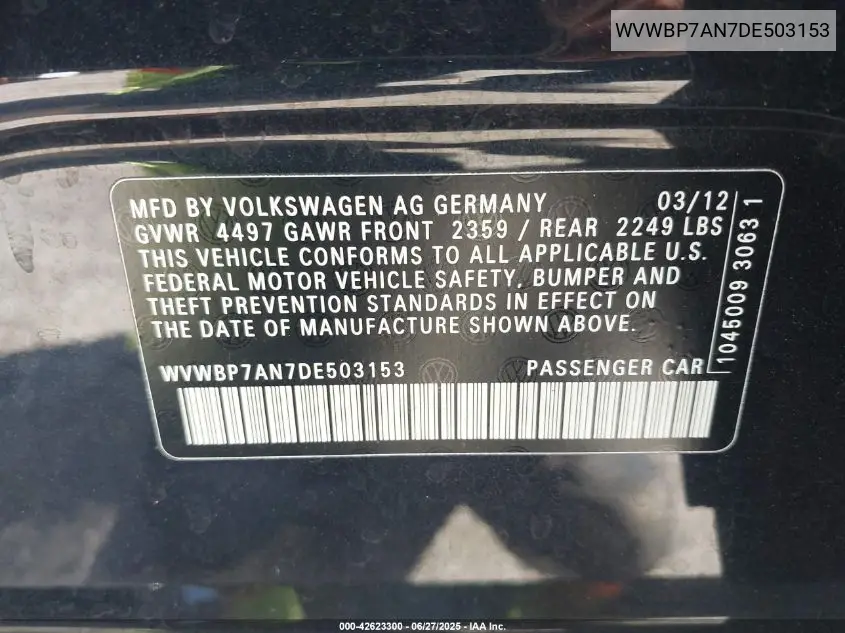 WVWBP7AN7DE503153
MFD BY VOLKSWAGEN AG GERMANY 03/12
GVWR 4497 GAWR FRONT 2359 / REAR 2249 LBS
THIS VEHICLE CONFORMS TO ALL APPLICABLE U.S.
FEDERAL MOTOR VEHICLE SAFETY, BUMPER AND
THEFT PREVENTION STANDARDS IN EFFECT ON
THE DATE OF MANUFACTURE SHOWN ABOVE.
WVWBP7AN7DE503153 PASSENGER CAR
1045009 3063 1
000-42623300 - 06/27/2025 - IAA Inc.